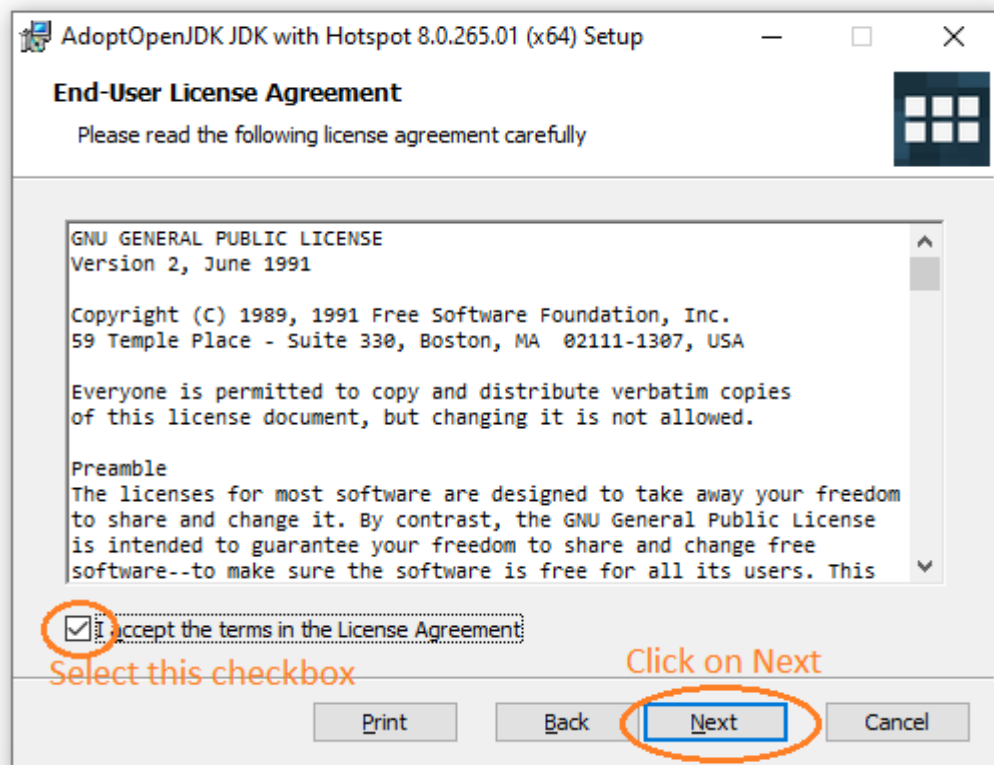 AdoptOpenJDK JDK with Hotspot 8.0.265.01 (x64) Setup
End-User License Agreement
Please read the following license agreement carefully
GNU GENERAL PUBLIC LICENSE
Version 2, June 1991
Copyright (C) 1989, 1991 Free Software Foundation, Inc.
59 Temple Place - Suite 330, Boston, MA  02111-1307, USA
Everyone is permitted to copy and distribute verbatim copies
of this license document, but changing it is not allowed.
Preamble
The licenses for most software are designed to take away your freedom
to share and change it. By contrast, the GNU General Public License
is intended to guarantee your freedom to share and change free
software--to make sure the software is free for all its users. This
I accept the terms in the License Agreement
Select this checkbox
Click on Next
Print Back Next Cancel